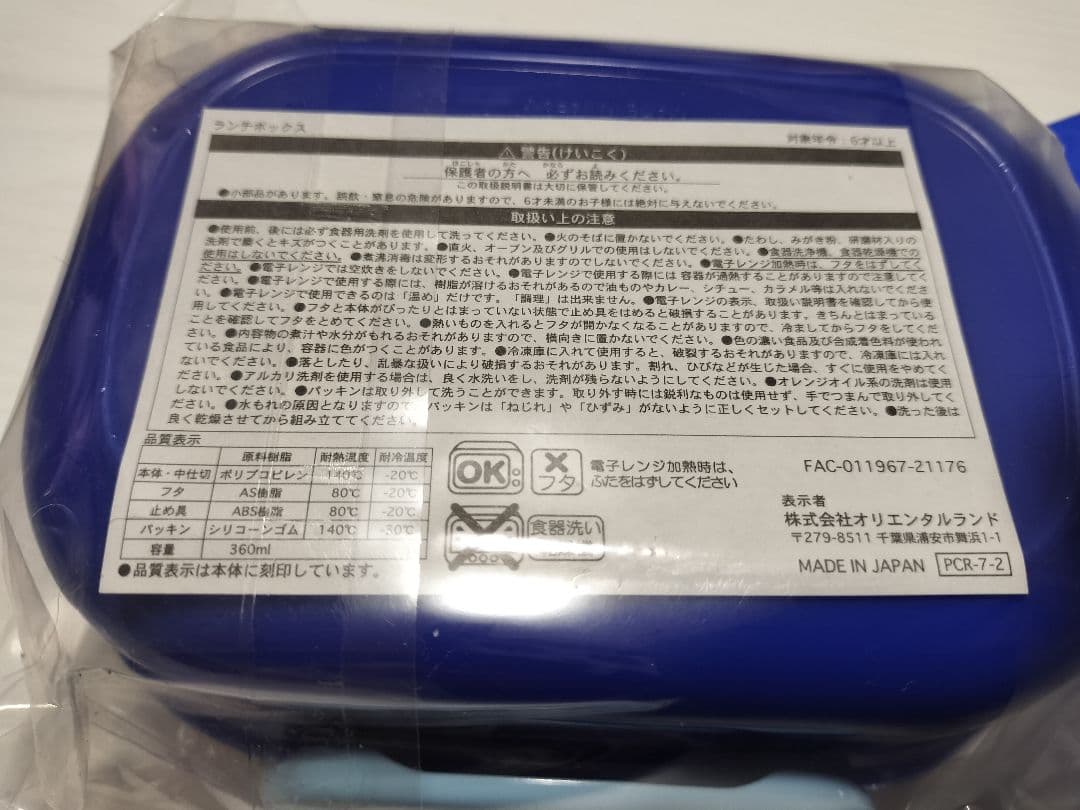 ランチボックス
対象年令：6才以上
⚠警告(けいこく)
保護者の方へ 必ずお読みください。
ほごしゃ かた かなら よ
この取扱説明書は大切に保管してください。
●小部品があります。誤飲・窒息の危険がありますので、6才未満のお子様には絶対に与えないでください。
取扱い上の注意
●使用前、後には必ず食器用洗剤を使用して洗ってください。●火のそばに置かないでください。●たわし、みがき粉、研磨材入りの
洗剤で磨くとキズがつくことがあります。●直火、オーブン及びグリルでの使用はしないでください。●食器洗浄機、食器乾燥機での
使用はしないでください。●煮沸消毒は変形するおそれがありますのでしないでください。●電子レンジ加熱時は、フタをはずしてく
ださい。●電子レンジでは空炊きをしないでください。●電子レンジで使用する際には容器が過熱することがありますので注意してく
ださい。●電子レンジで使用する際には、樹脂が溶けるおそれがあるので油ものやカレー、シチュー、カラメル等は入れないでくださ
い。●電子レンジで使用できるのは「温め」だけです。「調理」は出来ません。●電子レンジの表示、取扱い説明書を確認してから使
用してください。●フタと本体がぴったりとはまっていない状態で止め具をはめると破損することがあります。きちんとはまっている
ことを確認してフタをとめてください。●熱いものを入れるとフタが開かなくなることがありますので、冷ましてからフタをしてくだ
さい。●内容物の煮汁や水分がもれるおそれがありますので、横向きに置かないでください。●色の濃い食品及び合成着色料が使われ
ている食品により、容器に色がつくことがあります。●冷凍庫に入れて使用すると、破裂するおそれがありますので、冷凍庫には入れ
ないでください。●落としたり、乱暴な扱いにより破損するおそれがあります。割れ、ひびなどが生じた場合、すぐに使用をやめてく
ださい。●アルカリ洗剤を使用する場合は、良く水洗いをし、洗剤が残らないようにしてください。●オレンジオイル系の洗剤は使用
しないでください。●パッキンは取り外して洗うことができます。取り外す時には鋭利なものは使用せず、手でつまんで取り外してく
ださい。●水もれの原因となりますので、パッキンは「ねじれ」や「ひずみ」がないように正しくセットしてください。●洗った後は
良く乾燥させてから組み立ててください。
品質表示
原料樹脂 耐熱温度 耐冷温度
本体・中仕切 ポリプロピレン 140℃ -20℃
フタ AS樹脂 80℃ -20℃
止め具 ABS樹脂 80℃ -20℃
パッキン シリコーンゴム 140℃ -30℃
容量 360ml
●品質表示は本体に刻印しています。
OK
フタ
電子レンジ加熱時は、
ふたをはずしてください
食器洗い
FAC-011967-21176
表示者
株式会社オリエンタルランド
〒279-8511 千葉県浦安市舞浜1-1
MADE IN JAPAN PCR-7-2